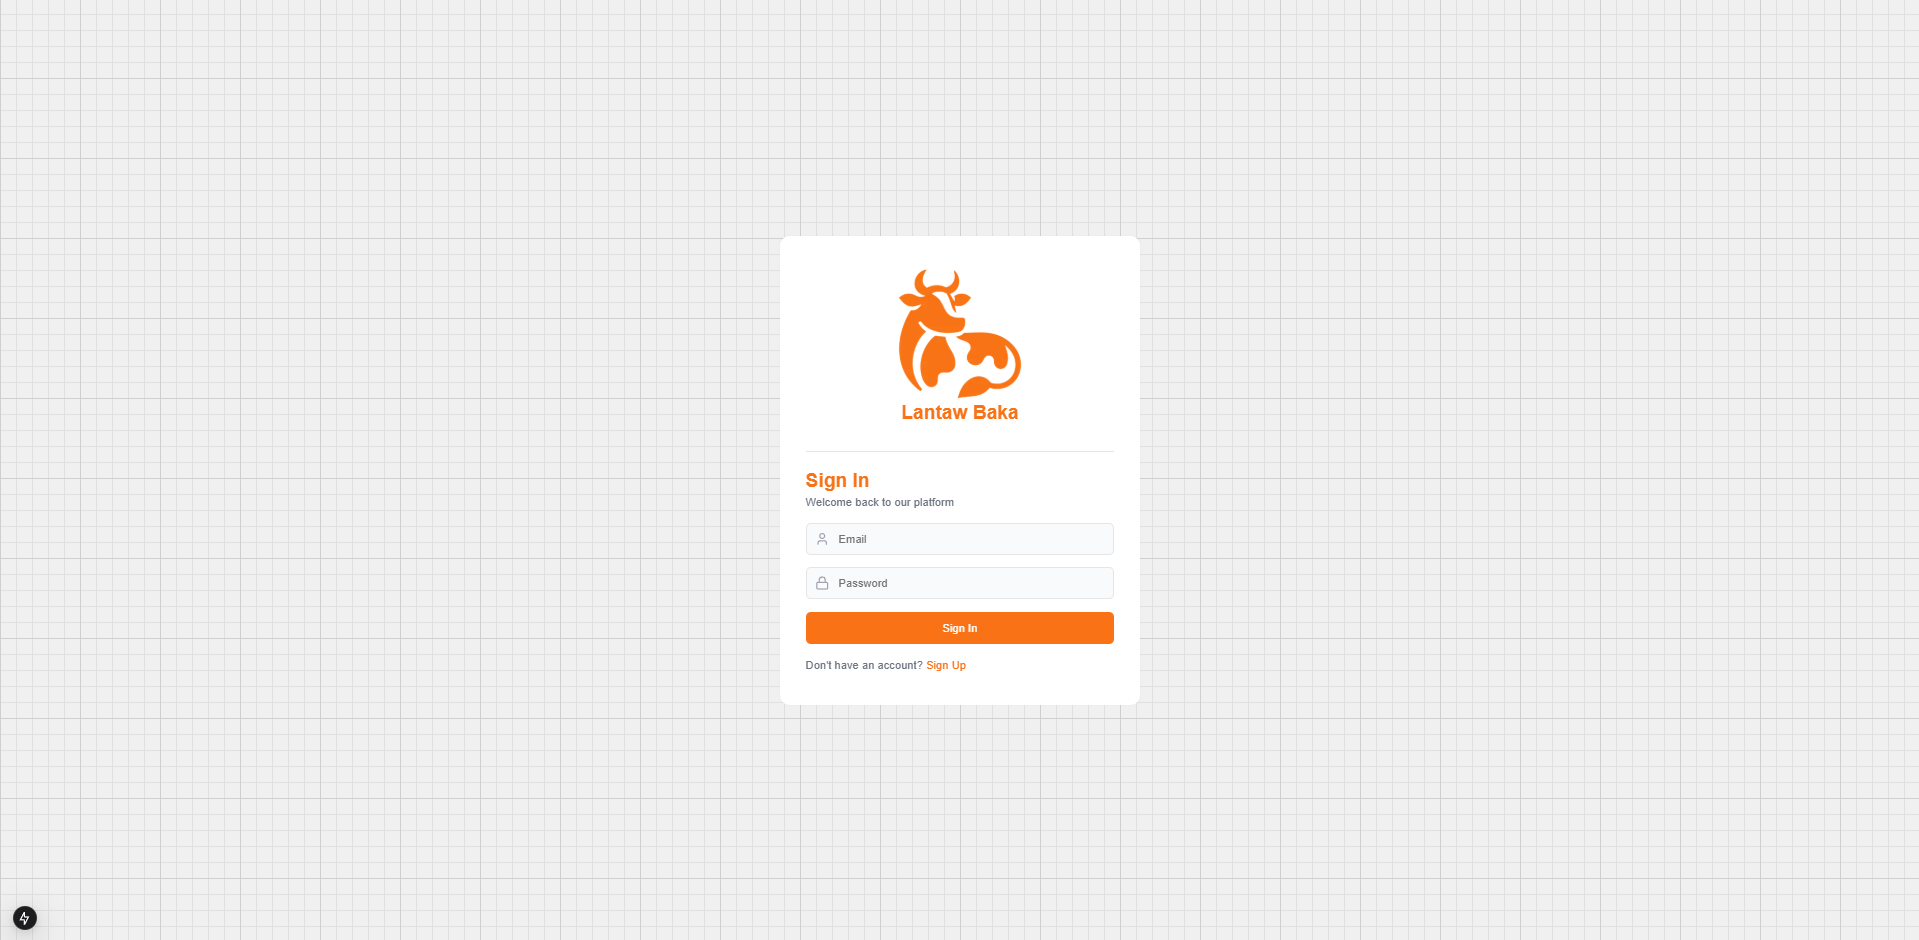 Lantaw Baka
Sign In
Welcome back to our platform
Email
Password
Sign In
Don't have an account? Sign Up